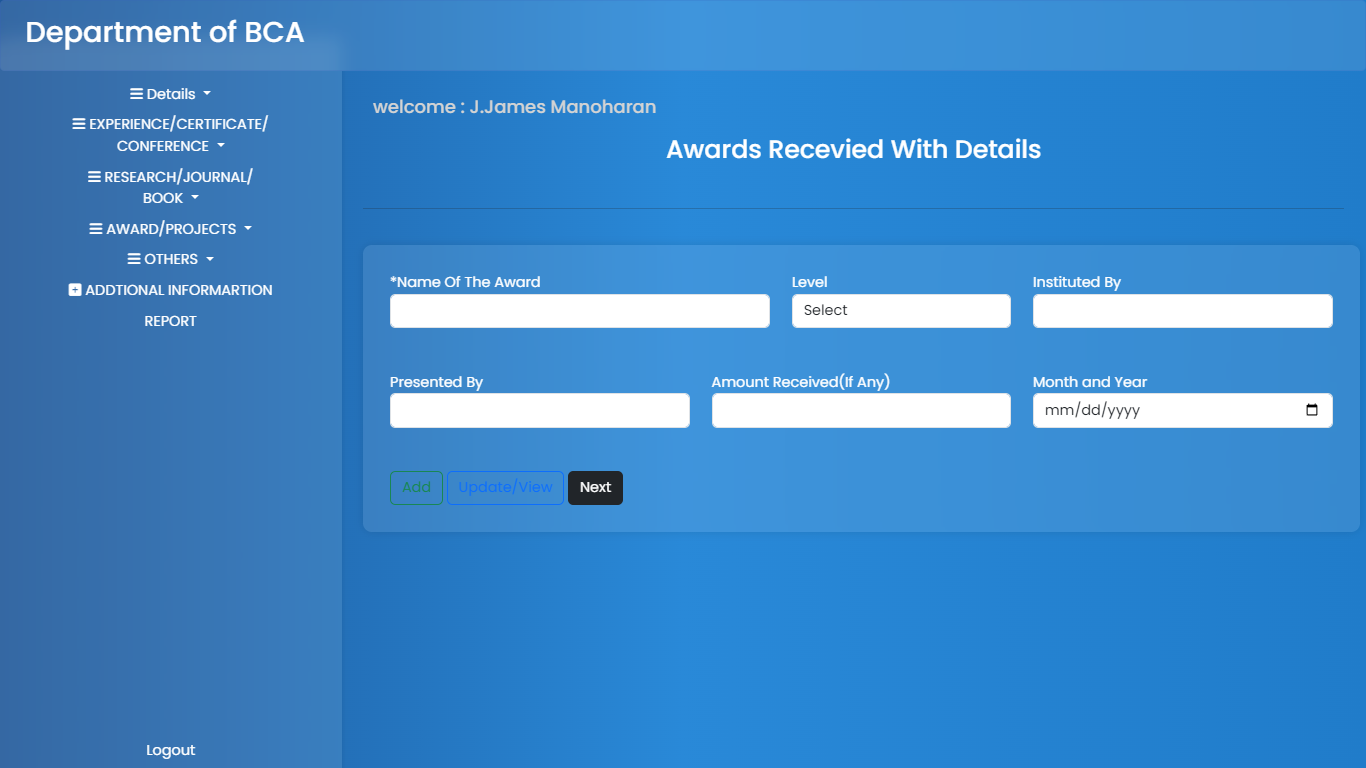 Department of BCA
Details
EXPERIENCE/CERTIFICATE/
CONFERENCE
RESEARCH/JOURNAL/
BOOK
AWARD/PROJECTS
OTHERS
ADDTIONAL INFORMARTION
REPORT
Logout
welcome : J.James Manoharan
Awards Recevied With Details
*Name Of The Award
Level
Instituted By
Select
Presented By
Amount Received(If Any)
Month and Year
mm/dd/yyyy
Add
Update/View
Next